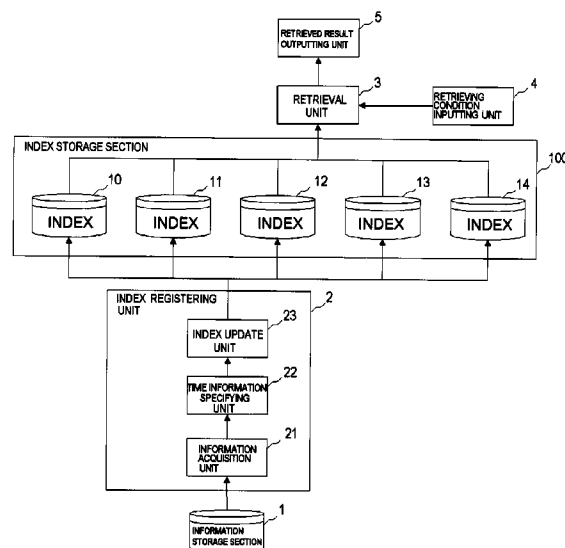 5
RETRIEVED RESULT
OUTPUTTING UNIT
3
RETRIEVAL
UNIT
4
RETRIEVING
CONDITION
INPUTTING UNIT
INDEX STORAGE SECTION
100
10
INDEX
11
INDEX
12
INDEX
13
INDEX
14
INDEX
INDEX REGISTERING
UNIT
2
23
INDEX UPDATE
UNIT
22
TIME INFORMATION
SPECIFYING
UNIT
21
INFORMATION
ACQUISITION
UNIT
1
INFORMATION
STORAGE SECTION